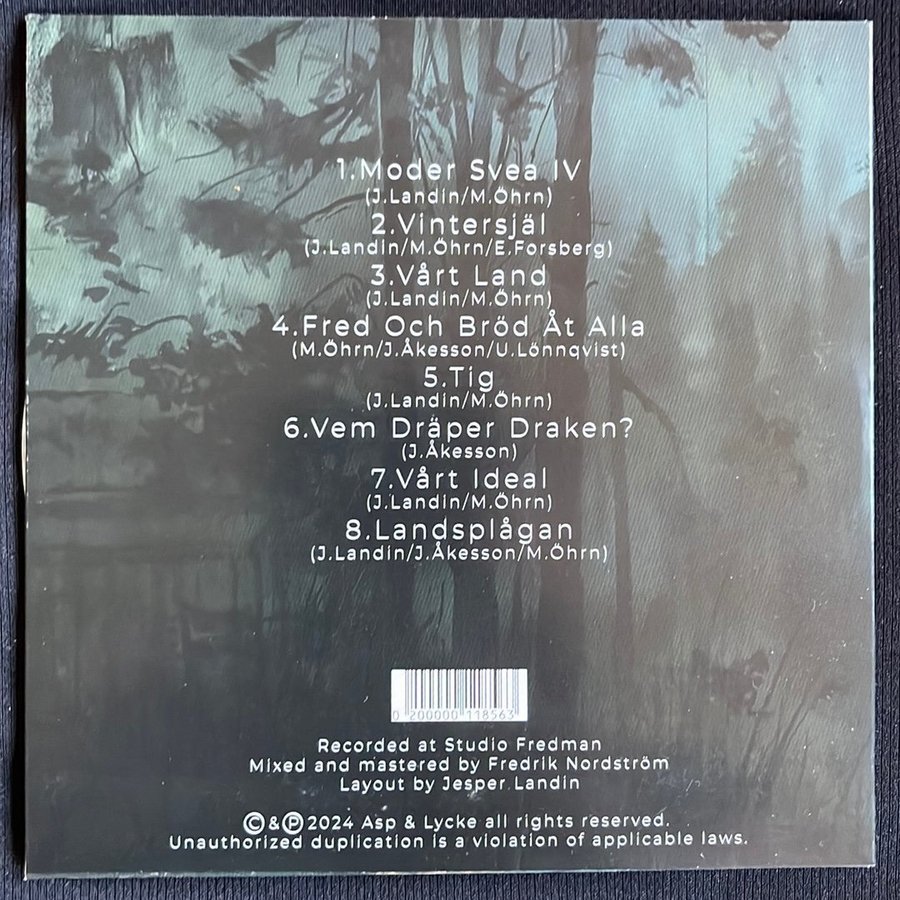 1.Moder Svea IV
(J.Landin/M.Öhrn)
2.Vintersjäl
(J.Landin/M.Öhrn/E.Forsberg)
3.Vårt Land
(J.Landin/M.Öhrn)
4.Fred Och Bröd Åt Alla
(M.Öhrn/J.Åkesson/U.Lönnqvist)
5.Tig
(J.Landin/M.Öhrn)
6.Vem Dräper Draken?
(J.Åkesson)
7.Vårt Ideal
(J.Landin/M.Öhrn)
8.Landsplågan
(J.Landin/J.Åkesson/M.Öhrn)
0 200000 118563
Recorded at Studio Fredman
Mixed and mastered by Fredrik Nordström
Layout by Jesper Landin
©&℗2024 Asp & Lycke all rights reserved.
Unauthorized duplication is a violation of applicable laws.